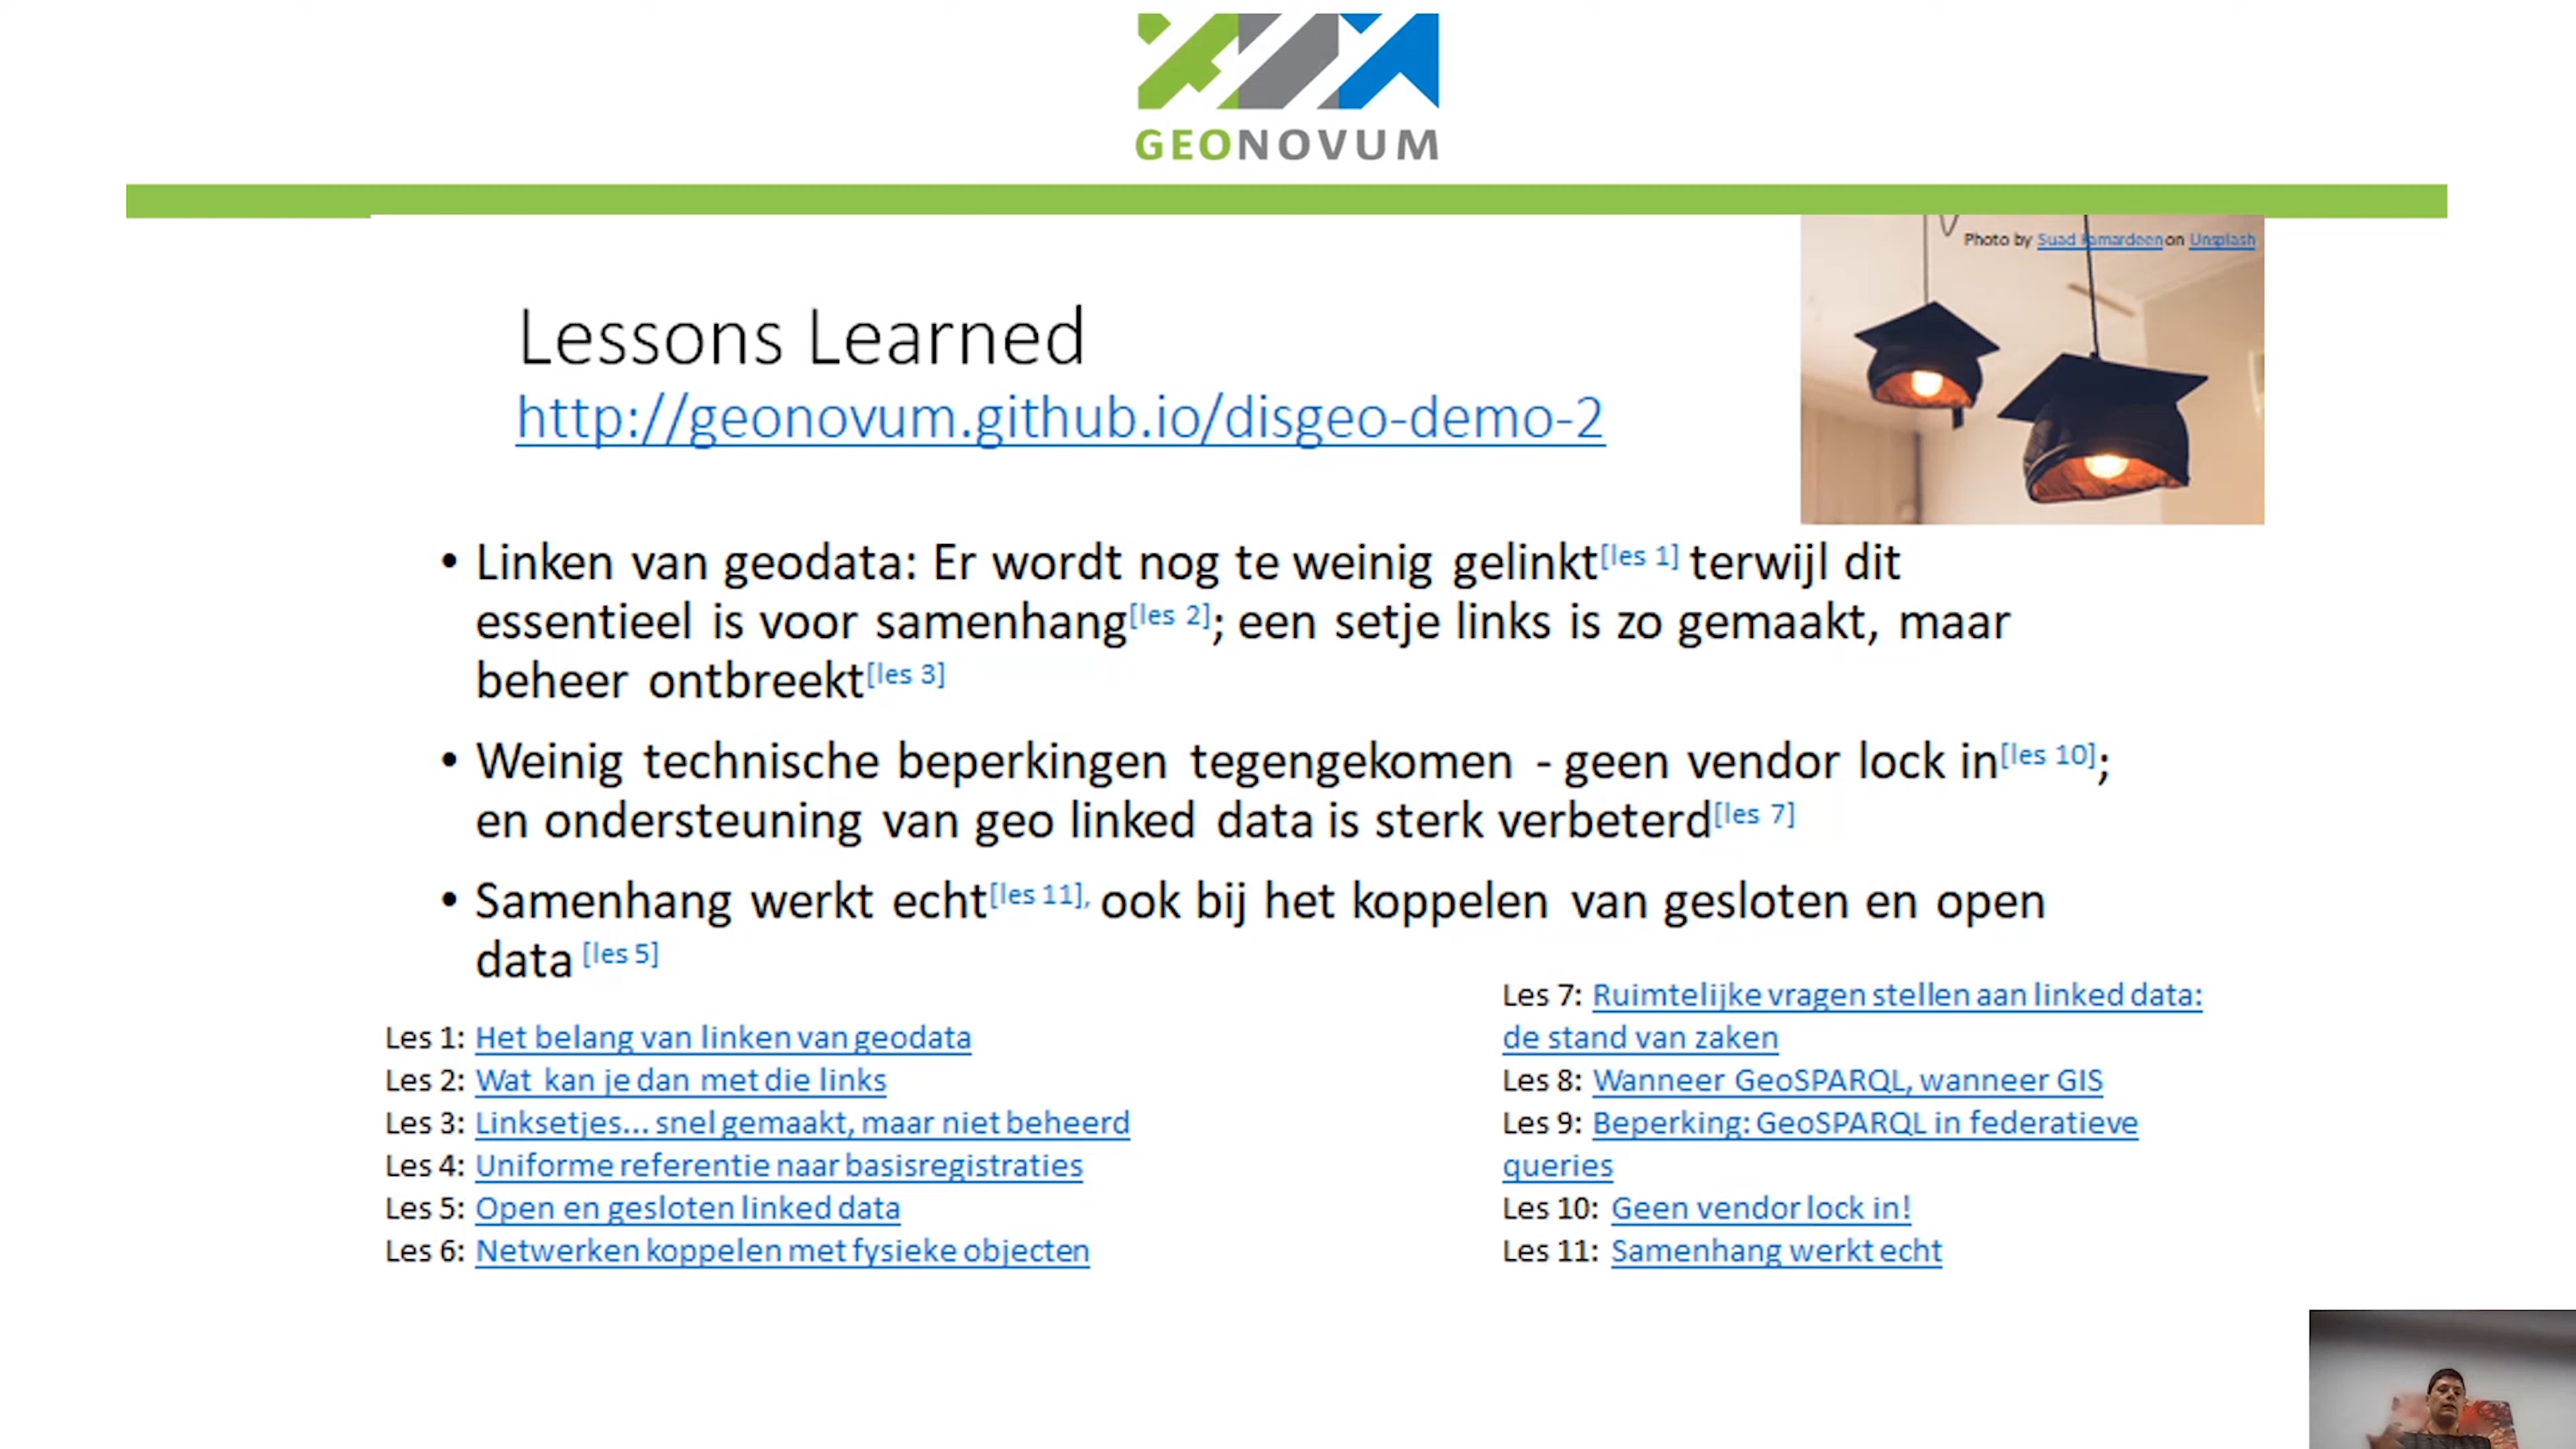 GEONOVUM
Photo by Suad Kamardeen on Unsplash
Lessons Learned
http://geonovum.github.io/disgeo-demo-2
• Linken van geodata: Er wordt nog te weinig gelinkt[les 1] terwijl dit
essentieel is voor samenhang[les 2]; een setje links is zo gemaakt, maar
beheer ontbreekt[les 3]
• Weinig technische beperkingen tegengekomen - geen vendor lock in[les 10];
en ondersteuning van geo linked data is sterk verbeterd[les 7]
• Samenhang werkt echt[les 11], ook bij het koppelen van gesloten en open
data [les 5]
Les 1: Het belang van linken van geodata
Les 2: Wat kan je dan met die links
Les 3: Linksetjes... snel gemaakt, maar niet beheerd
Les 4: Uniforme referentie naar basisregistraties
Les 5: Open en gesloten linked data
Les 6: Netwerken koppelen met fysieke objecten
Les 7: Ruimtelijke vragen stellen aan linked data:
de stand van zaken
Les 8: Wanneer GeoSPARQL, wanneer GIS
Les 9: Beperking: GeoSPARQL in federatieve
queries
Les 10: Geen vendor lock in!
Les 11: Samenhang werkt echt